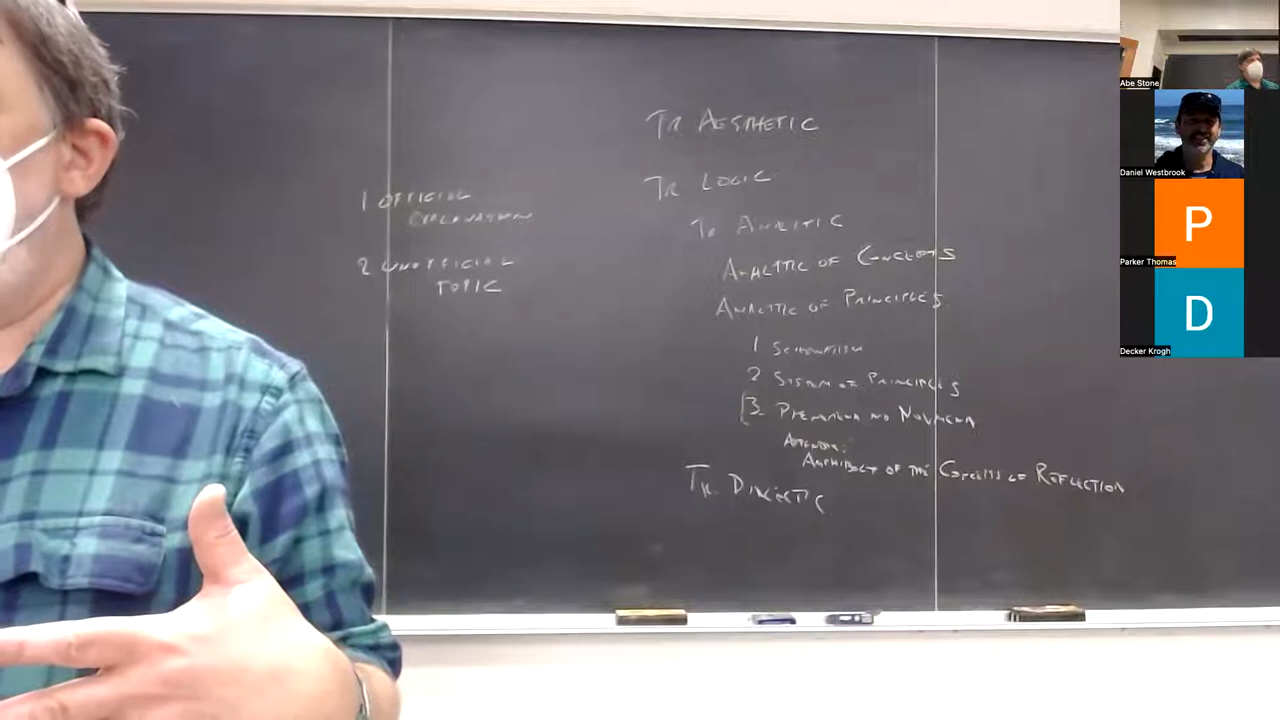 1 OFFICIAL
EXPLANATION
2 UNOFFICIAL
TOPIC
TR AESTHETIC
TR LOGIC
TR ANALYTIC
ANALYTIC OF CONCEPTS
ANALYTIC OF PRINCIPLES
1 SCHEMATISM
2 SYSTEM OF PRINCIPLES
3 PHENOMENA AND NOUMENA
APPENDIX:
AMPHIBOLY OF THE CONCEPTS OF REFLECTION
TR. DIALECTIC
Abe Stone
Daniel Westbrook
P
Parker Thomas
D
Decker Krogh